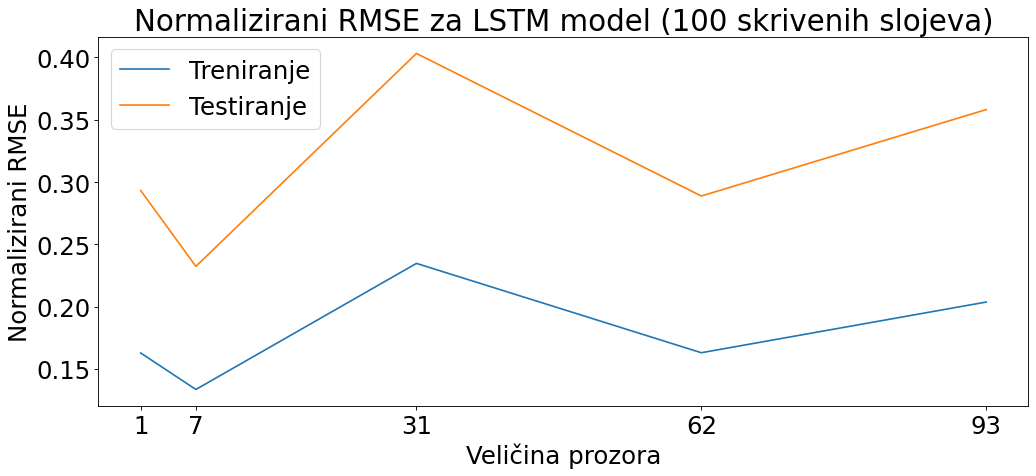 Normalizirani RMSE za LSTM model (100 skrivenih slojeva)
Treniranje
Testiranje
Normalizirani RMSE
0.40
0.35
0.30
0.25
0.20
0.15
1 7 31 62 93
Veličina prozora